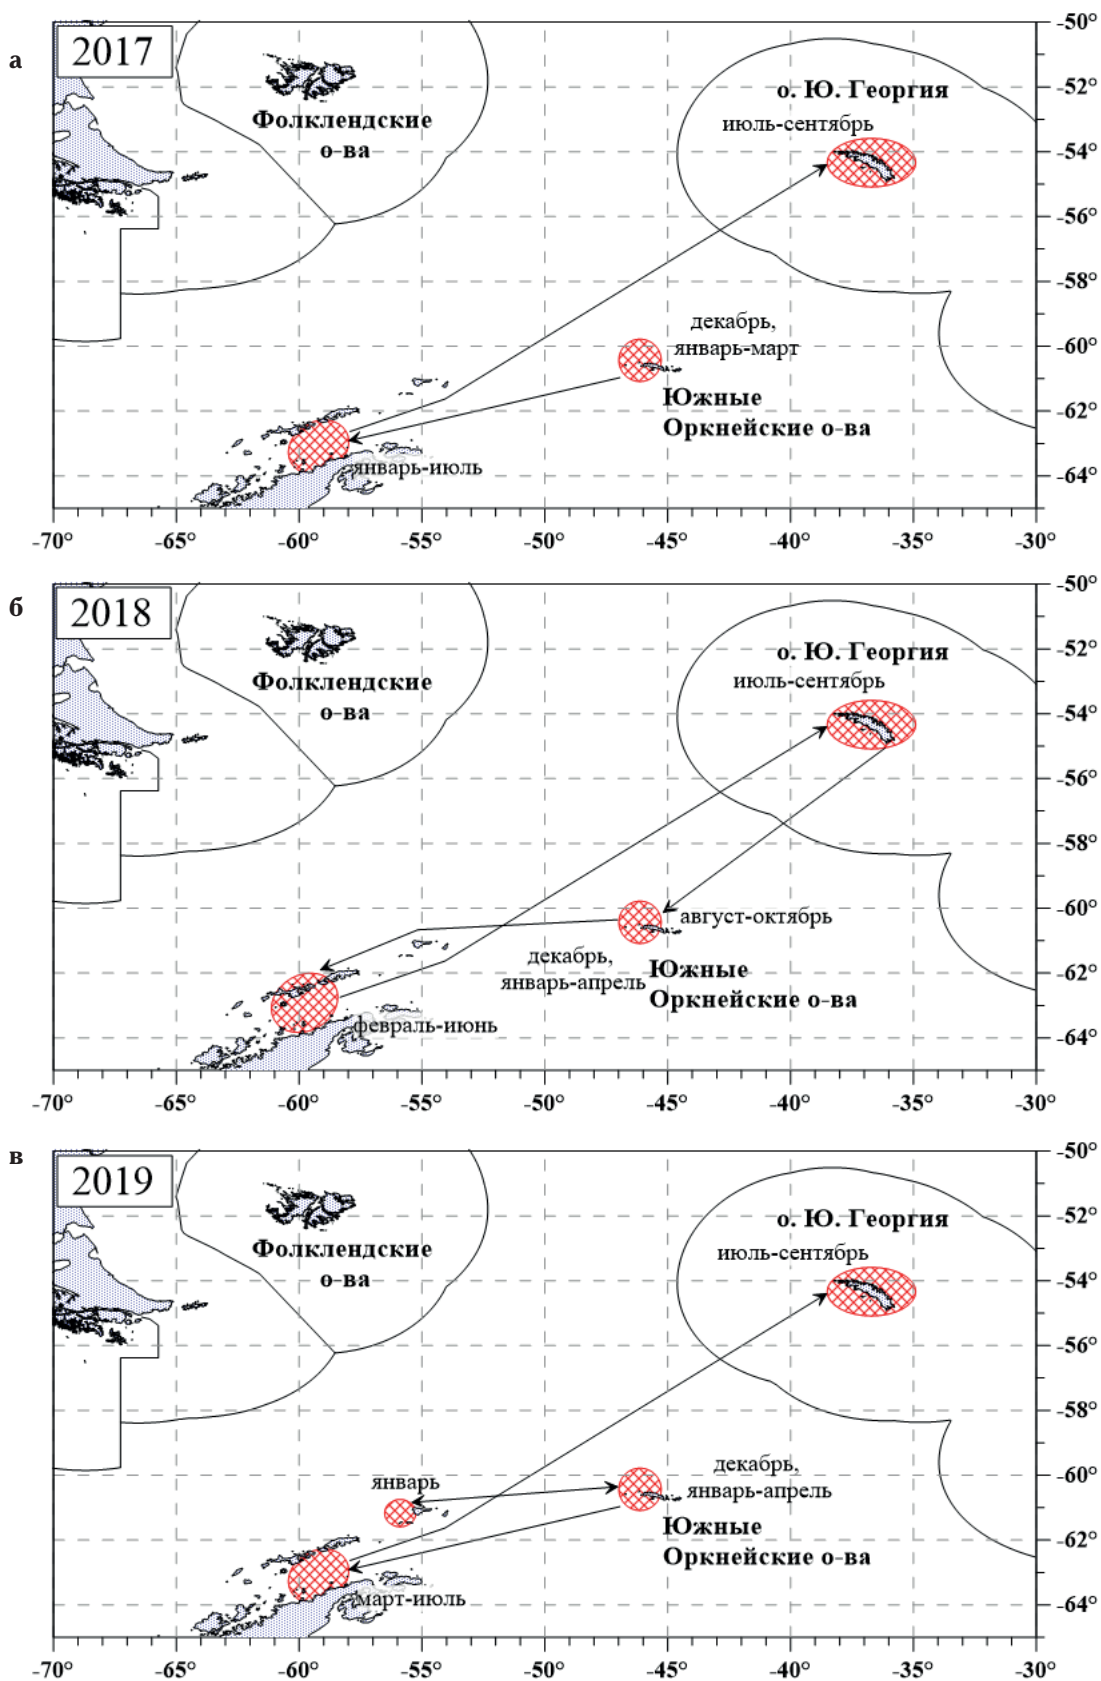 а
2017
-50°
-52°
о. Ю. Георгия
Фолклендские
о-ва
июль-сентябрь
-54°
-56°
-58°
декабрь,
январь-март
-60°
Южные
Оркнейские о-ва
-62°
январь-июль
-64°
-70° -65° -60° -55° -50° -45° -40° -35° -30°
б
2018
-50°
-52°
о. Ю. Георгия
Фолклендские
о-ва
июль-сентябрь
-54°
-56°
-58°
-60°
август-октябрь
декабрь,
январь-апрель
Южные
Оркнейские о-ва
-62°
февраль-июнь
-64°
-70° -65° -60° -55° -50° -45° -40° -35° -30°
в
2019
-50°
-52°
о. Ю. Георгия
Фолклендские
о-ва
июль-сентябрь
-54°
-56°
-58°
декабрь,
январь-апрель
-60°
январь
Южные
Оркнейские о-ва
-62°
март-июль
-64°
-70° -65° -60° -55° -50° -45° -40° -35° -30°